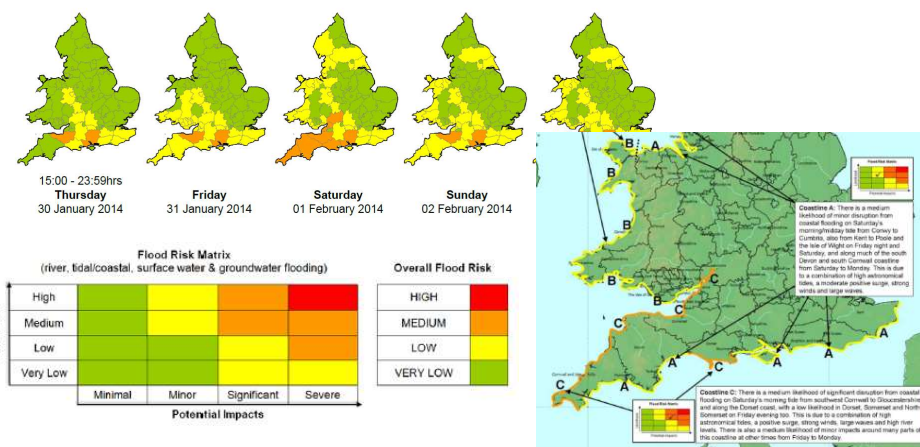 15:00 - 23:59hrs
Thursday
30 January 2014
Friday
31 January 2014
Saturday
01 February 2014
Sunday
02 February 2014
Flood Risk Matrix
(river, tidal/coastal, surface water & groundwater flooding)
High
Medium
Low
Very Low
Minimal
Minor
Significant
Severe
Potential Impacts
Overall Flood Risk
HIGH
MEDIUM
LOW
VERY LOW
B
A
B
B
B
B
C
C
C
C
A
A
A
A
A
C
Flood Risk Matrix
Coastline A: There is a medium
likelihood of minor disruption from
coastal flooding on Saturday's
morning/midday tide from Conwy to
Cumbria, also from Kent to Poole and
the Isle of Wight on Friday night and
Saturday, and along much of the south
Devon and south Cornwall coastline
from Saturday to Monday. This is due
to a combination of high astronomical
tides, a moderate positive surge, strong
winds and large waves.
Flood Risk Matrix
Coastline C: There is a medium likelihood of significant disruption from coastal
flooding on Saturday's morning tide from southwest Cornwall to Gloucestershire
and along the Dorset coast, with a low likelihood in Dorset, Somerset and North
Somerset on Friday evening too. This is due to a combination of high
astronomical tides, a positive surge, strong winds, large waves and high river
levels. There is also a medium likelihood of minor impacts around many parts of
this coastline at other times from Friday to Monday.